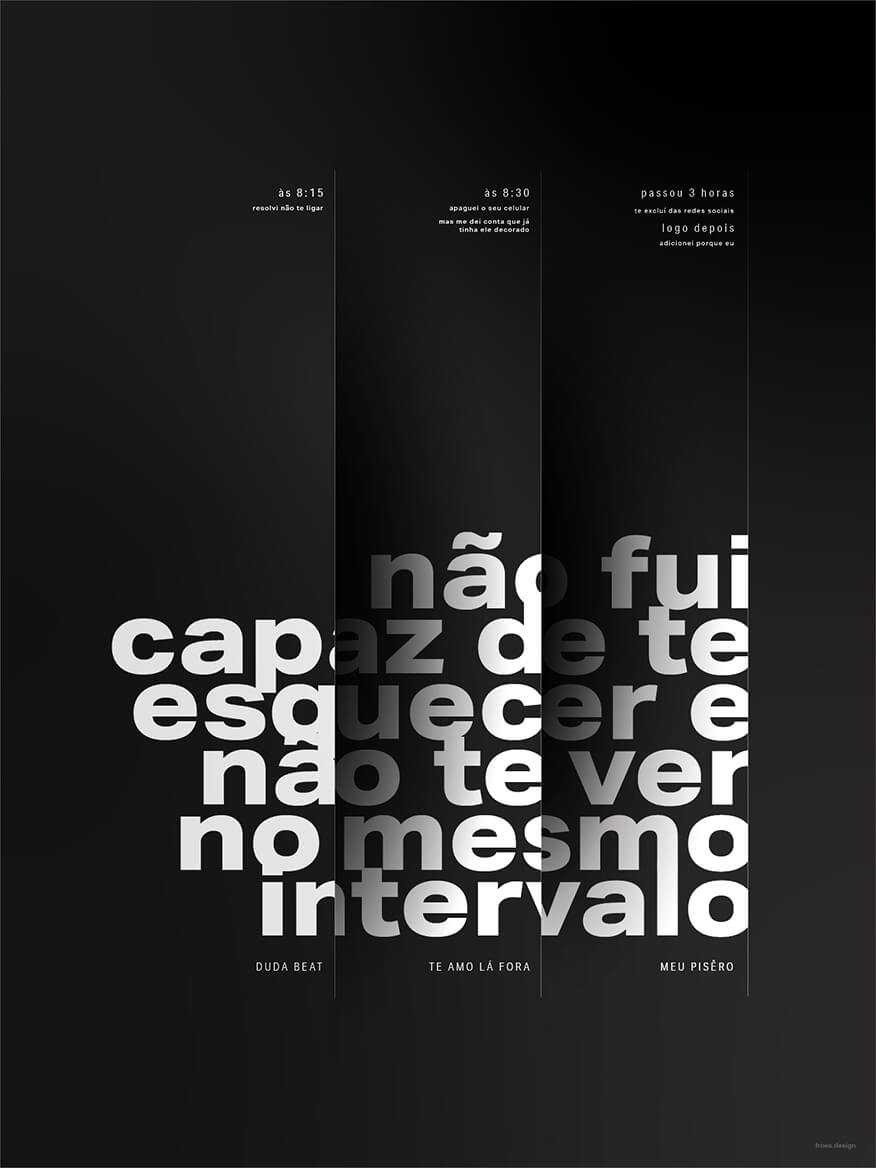 às 8:15
resolvi não te ligar
às 8:30
apaguei o seu celular
mas me dei conta que já
tinha ele decorado
passou 3 horas
te excluí das redes sociais
logo depois
adicionei porque eu
não fui
capaz de te
esquecer e
não te ver
no mesmo
intervalo
DUDA BEAT
TE AMO LÁ FORA
MEU PISÊRO